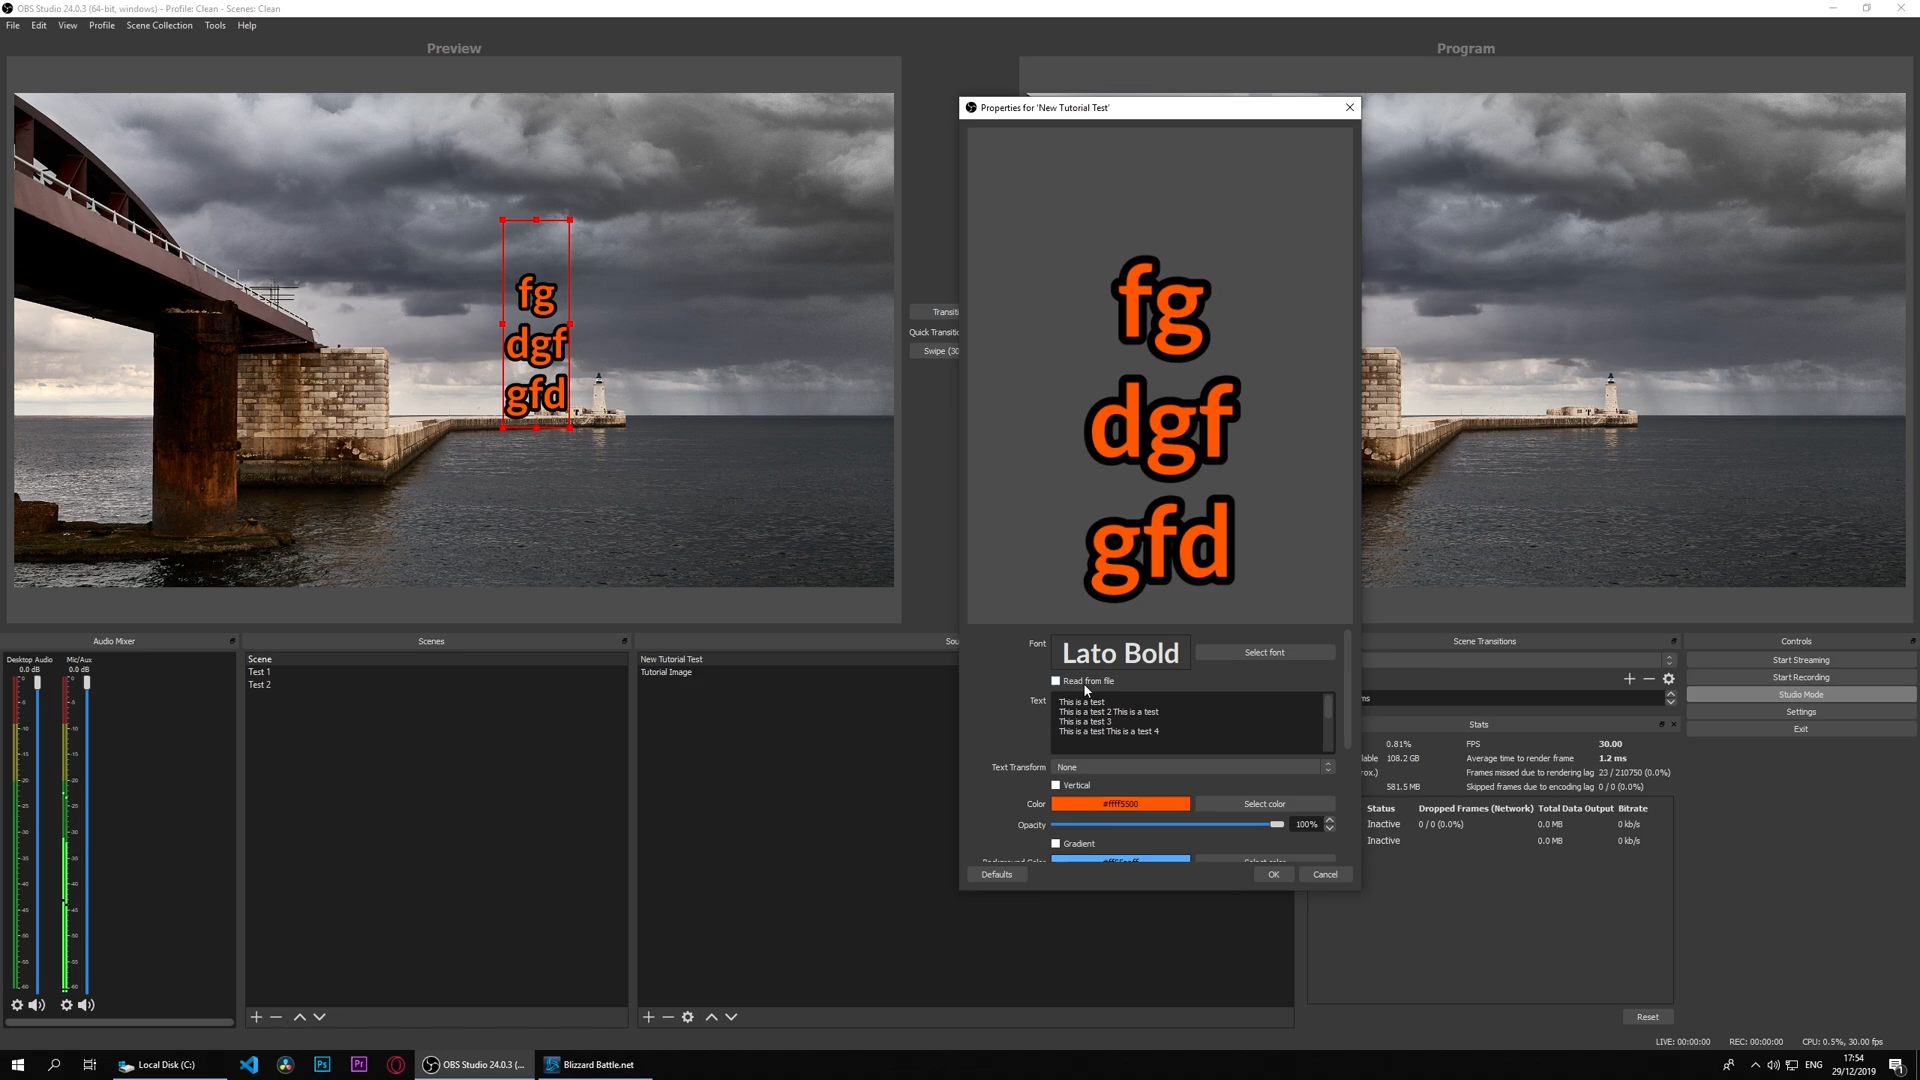 OBS Studio 24.0.3 (64-bit, windows) - Profile: Clean - Scenes: Clean
File Edit View Profile Scene Collection Tools Help
Preview
Program
fg
dgf
gfd
Transiti
Quick Transitio
Swipe (30
Properties for 'New Tutorial Test'
fg
dgf
gfd
Font Lato Bold Select font
Read from file
Text
This is a test
This is a test 2 This is a test
This is a test 3
This is a test This is a test 4
Text Transform None
Vertical
Color #ffff5500 Select color
Opacity 100%
Gradient
Defaults OK Cancel
Audio Mixer
Desktop Audio Mic/Aux
0.0 dB 0.0 dB
Scenes
Scene
Test 1
Test 2
Sou
New Tutorial Test
Tutorial Image
Scene Transitions
ms
Stats
0.81% FPS 30.00
lable 108.2 GB Average time to render frame 1.2 ms
rox.) Frames missed due to rendering lag 23 / 210750 (0.0%)
581.5 MB Skipped frames due to encoding lag 0 / 0 (0.0%)
Status Dropped Frames (Network) Total Data Output Bitrate
Inactive 0 / 0 (0.0%) 0.0 MB 0 kb/s
Inactive 0.0 MB 0 kb/s
Reset
Controls
Start Streaming
Start Recording
Studio Mode
Settings
Exit
LIVE: 00:00:00 REC: 00:00:00 CPU: 0.5%, 30.00 fps
Local Disk (C:)
Ps
Pr
OBS Studio 24.0.3 (...
Blizzard Battle.net
ENG
17:54
29/12/2019